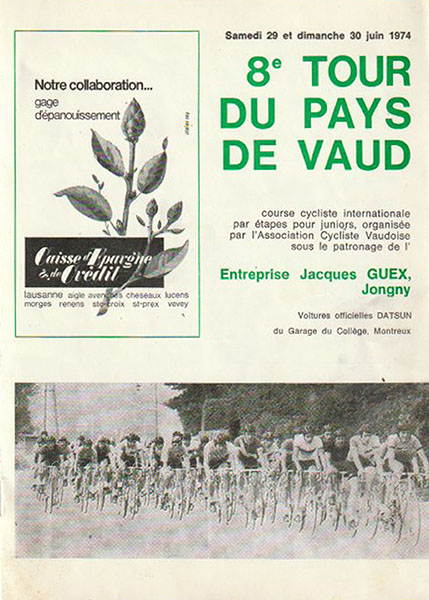 Samedi 29 et dimanche 30 juin 1974
8e TOUR
DU PAYS
DE VAUD
course cycliste internationale
par étapes pour juniors, organisée
par l'Association Cycliste Vaudoise
sous le patronage de l'
Entreprise Jacques GUEX,
Jongny
Voitures officielles DATSUN
du Garage du Collège, Montreux
Notre collaboration...
gage
d'épanouissement
Caisse d'Epargne
& de Crédit
lausanne aigle avenches cheseaux lucens
morges renens ste-croix st-prex vevey